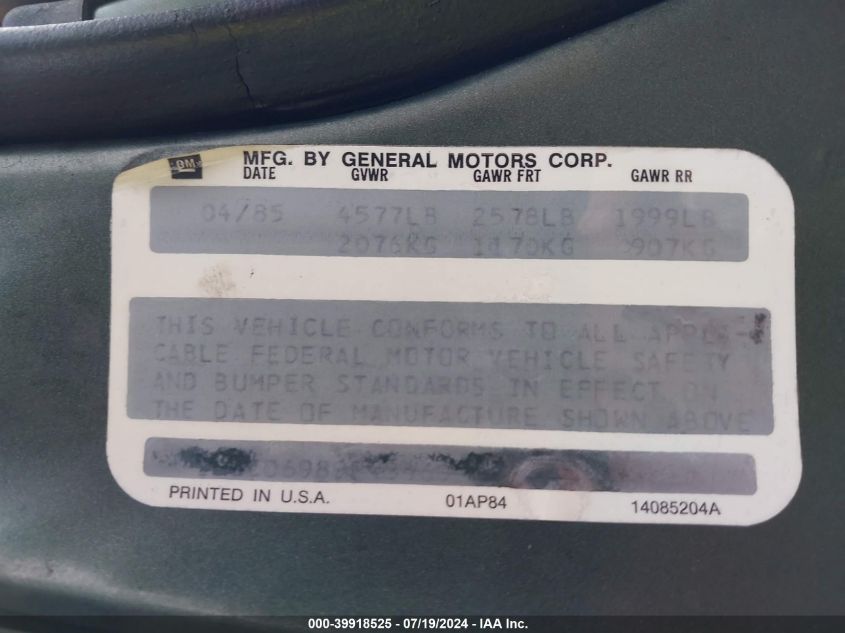 GM MFG. BY GENERAL MOTORS CORP.
DATE GVWR GAWR FRT GAWR RR
04/85 4577LB 2578LB 1999LB
2076KG 1170KG 907KG
THIS VEHICLE CONFORMS TO ALL APPLI-
CABLE FEDERAL MOTOR VEHICLE SAFETY
AND BUMPER STANDARDS IN EFFECT ON
THE DATE OF MANUFACTURE SHOWN ABOVE
PRINTED IN U.S.A. 01AP84 14085204A
000-39918525 - 07/19/2024 - IAA Inc.